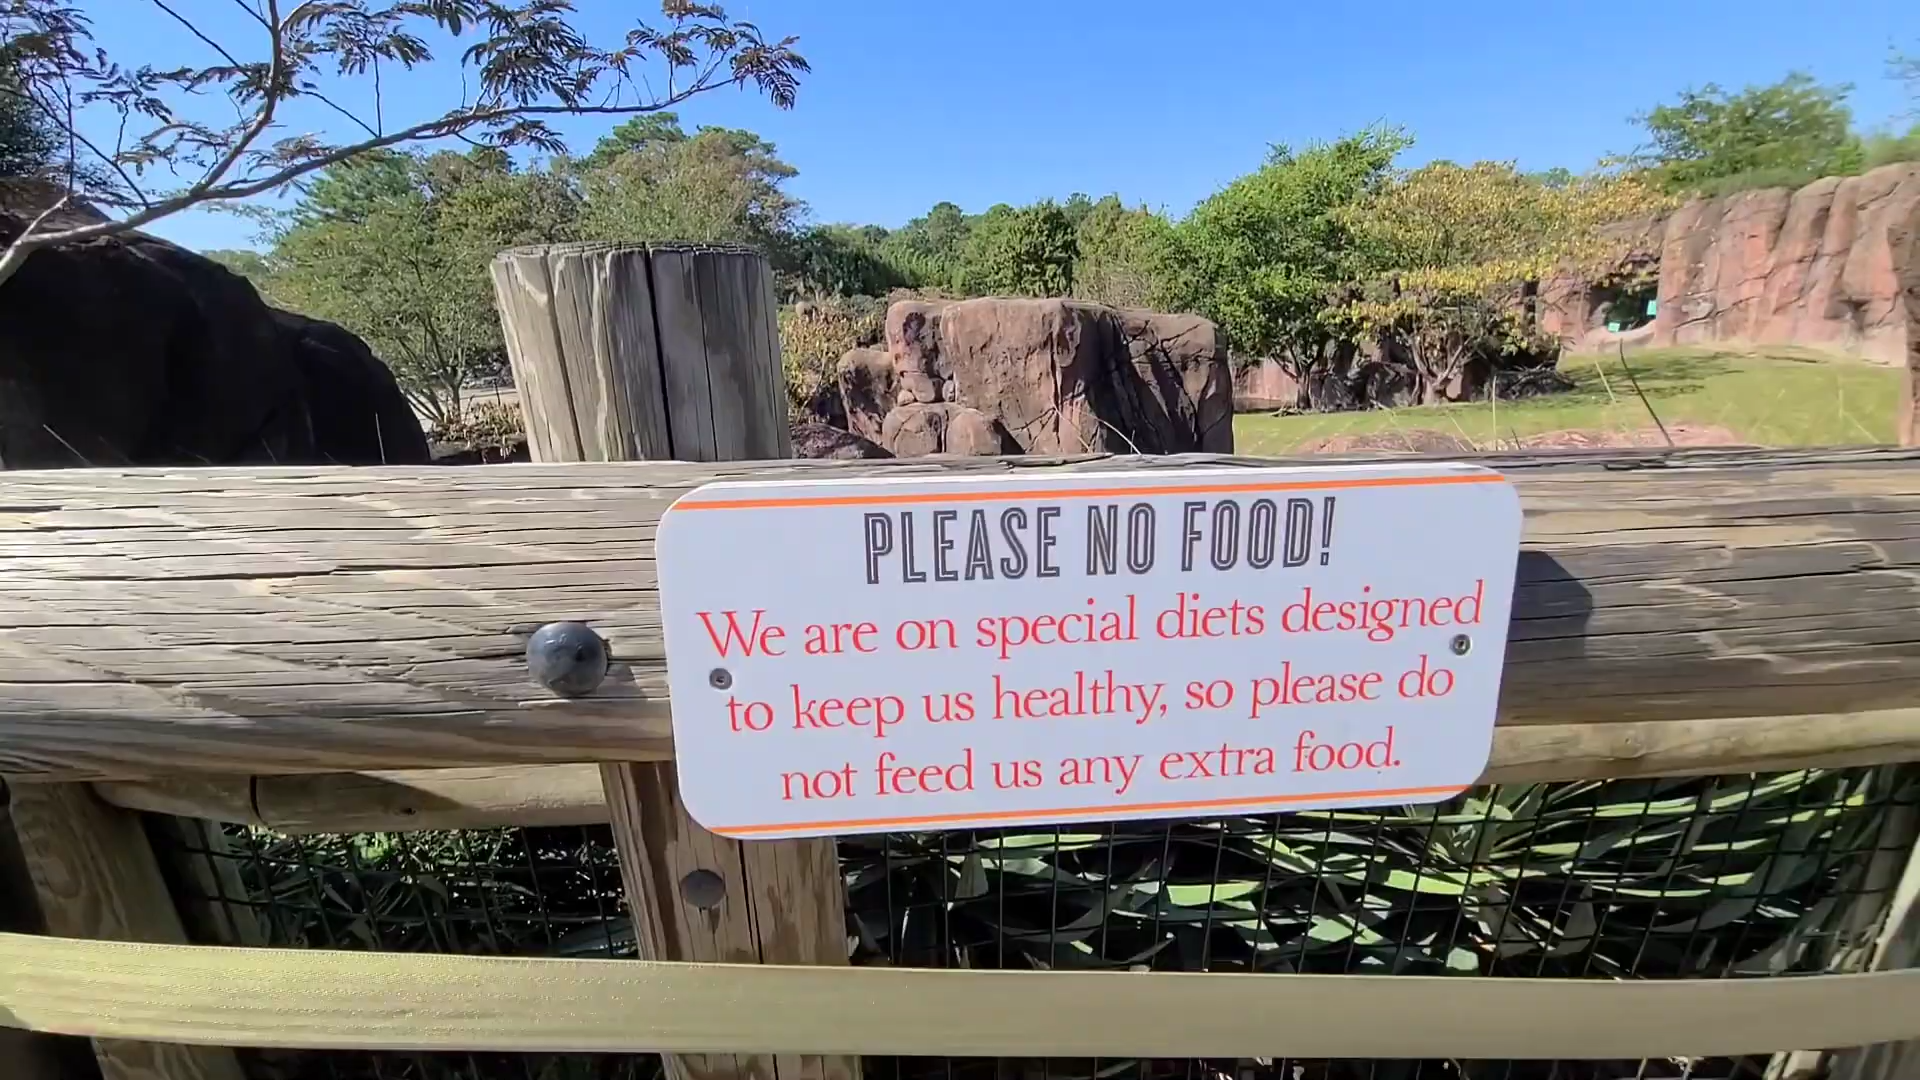 PLEASE NO FOOD!
We are on special diets designed
to keep us healthy, so please do
not feed us any extra food.